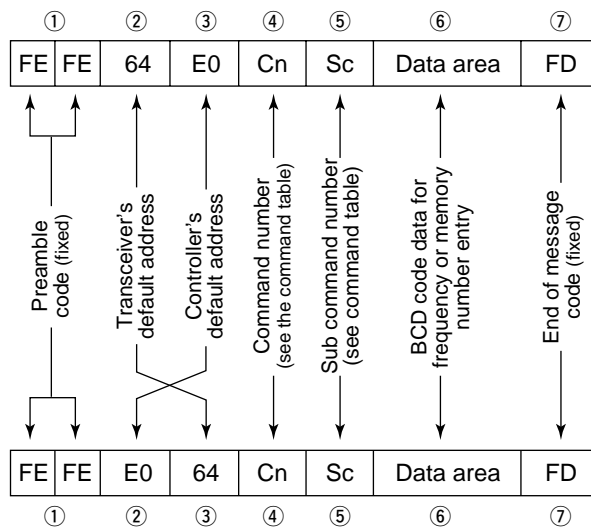 ① ② ③ ④ ⑤ ⑥ ⑦
FE FE 64 E0 Cn Sc Data area FD
Preamble
code (fixed)
Transceiver's
default address
Controller's
default address
Command number
(see the command table)
Sub command number
(see command table)
BCD code data for
frequency or memory
number entry
End of message
code (fixed)
FE FE E0 64 Cn Sc Data area FD
① ② ③ ④ ⑤ ⑥ ⑦